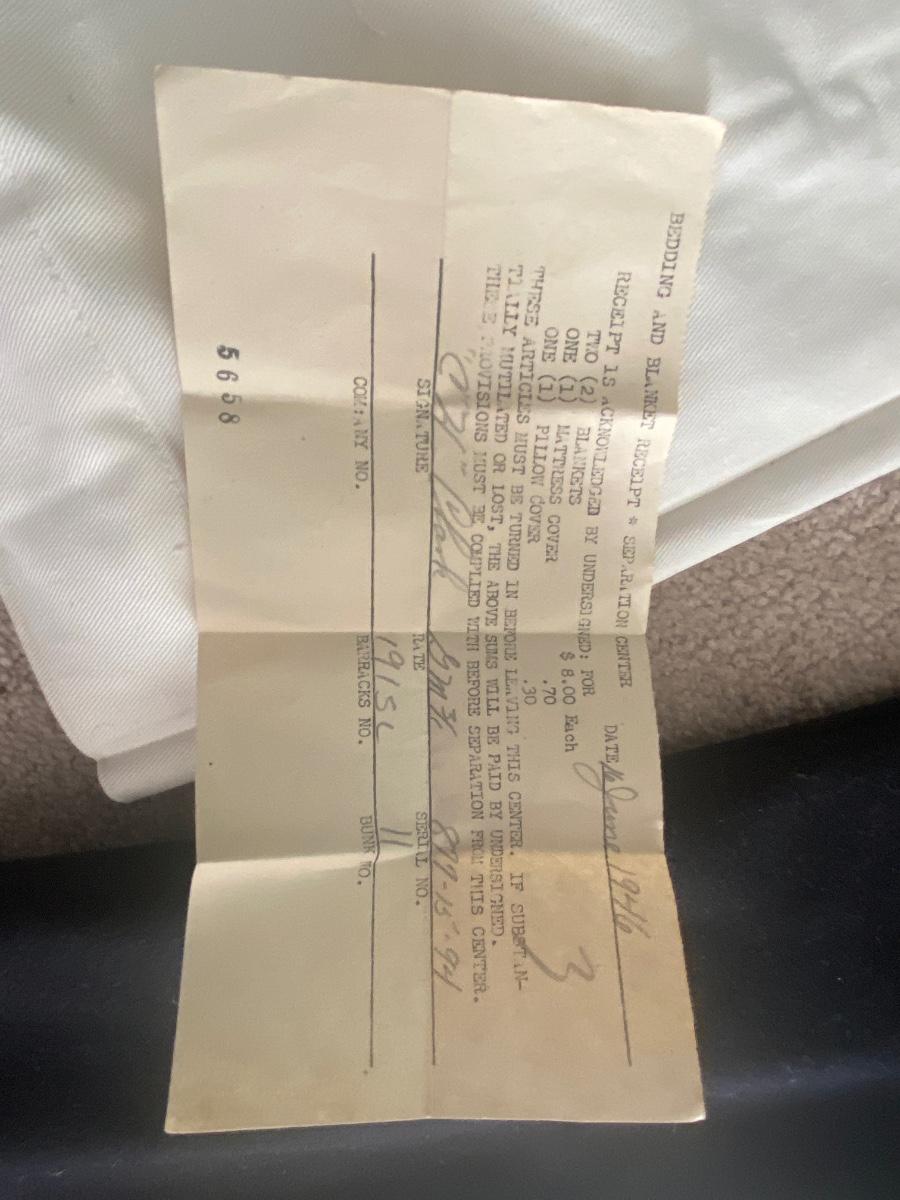 BEDDING AND BLANKET RECEIPT * SEPARATION CENTER
DATE 16 June 1946
RECEIPT IS ACKNOWLEDGED BY UNDERSIGNED: FOR
TWO (2) BLANKETS $ 8.00 Each
ONE (1) MATTRESS COVER .70
ONE (1) PILLOW COVER .30
3
THESE ARTICLES MUST BE TURNED IN BEFORE LEAVING THIS CENTER. IF SUBSTAN-
TIALLY MUTILATED OR LOST, THE ABOVE SUMS WILL BE PAID BY UNDERSIGNED.
THESE PROVISIONS MUST BE COMPLIED WITH BEFORE SEPARATION FROM THIS CENTER.
SIGNATURE RATE SERIAL NO.
11
COMPANY NO. BARRACKS NO. BUNK NO.
5658